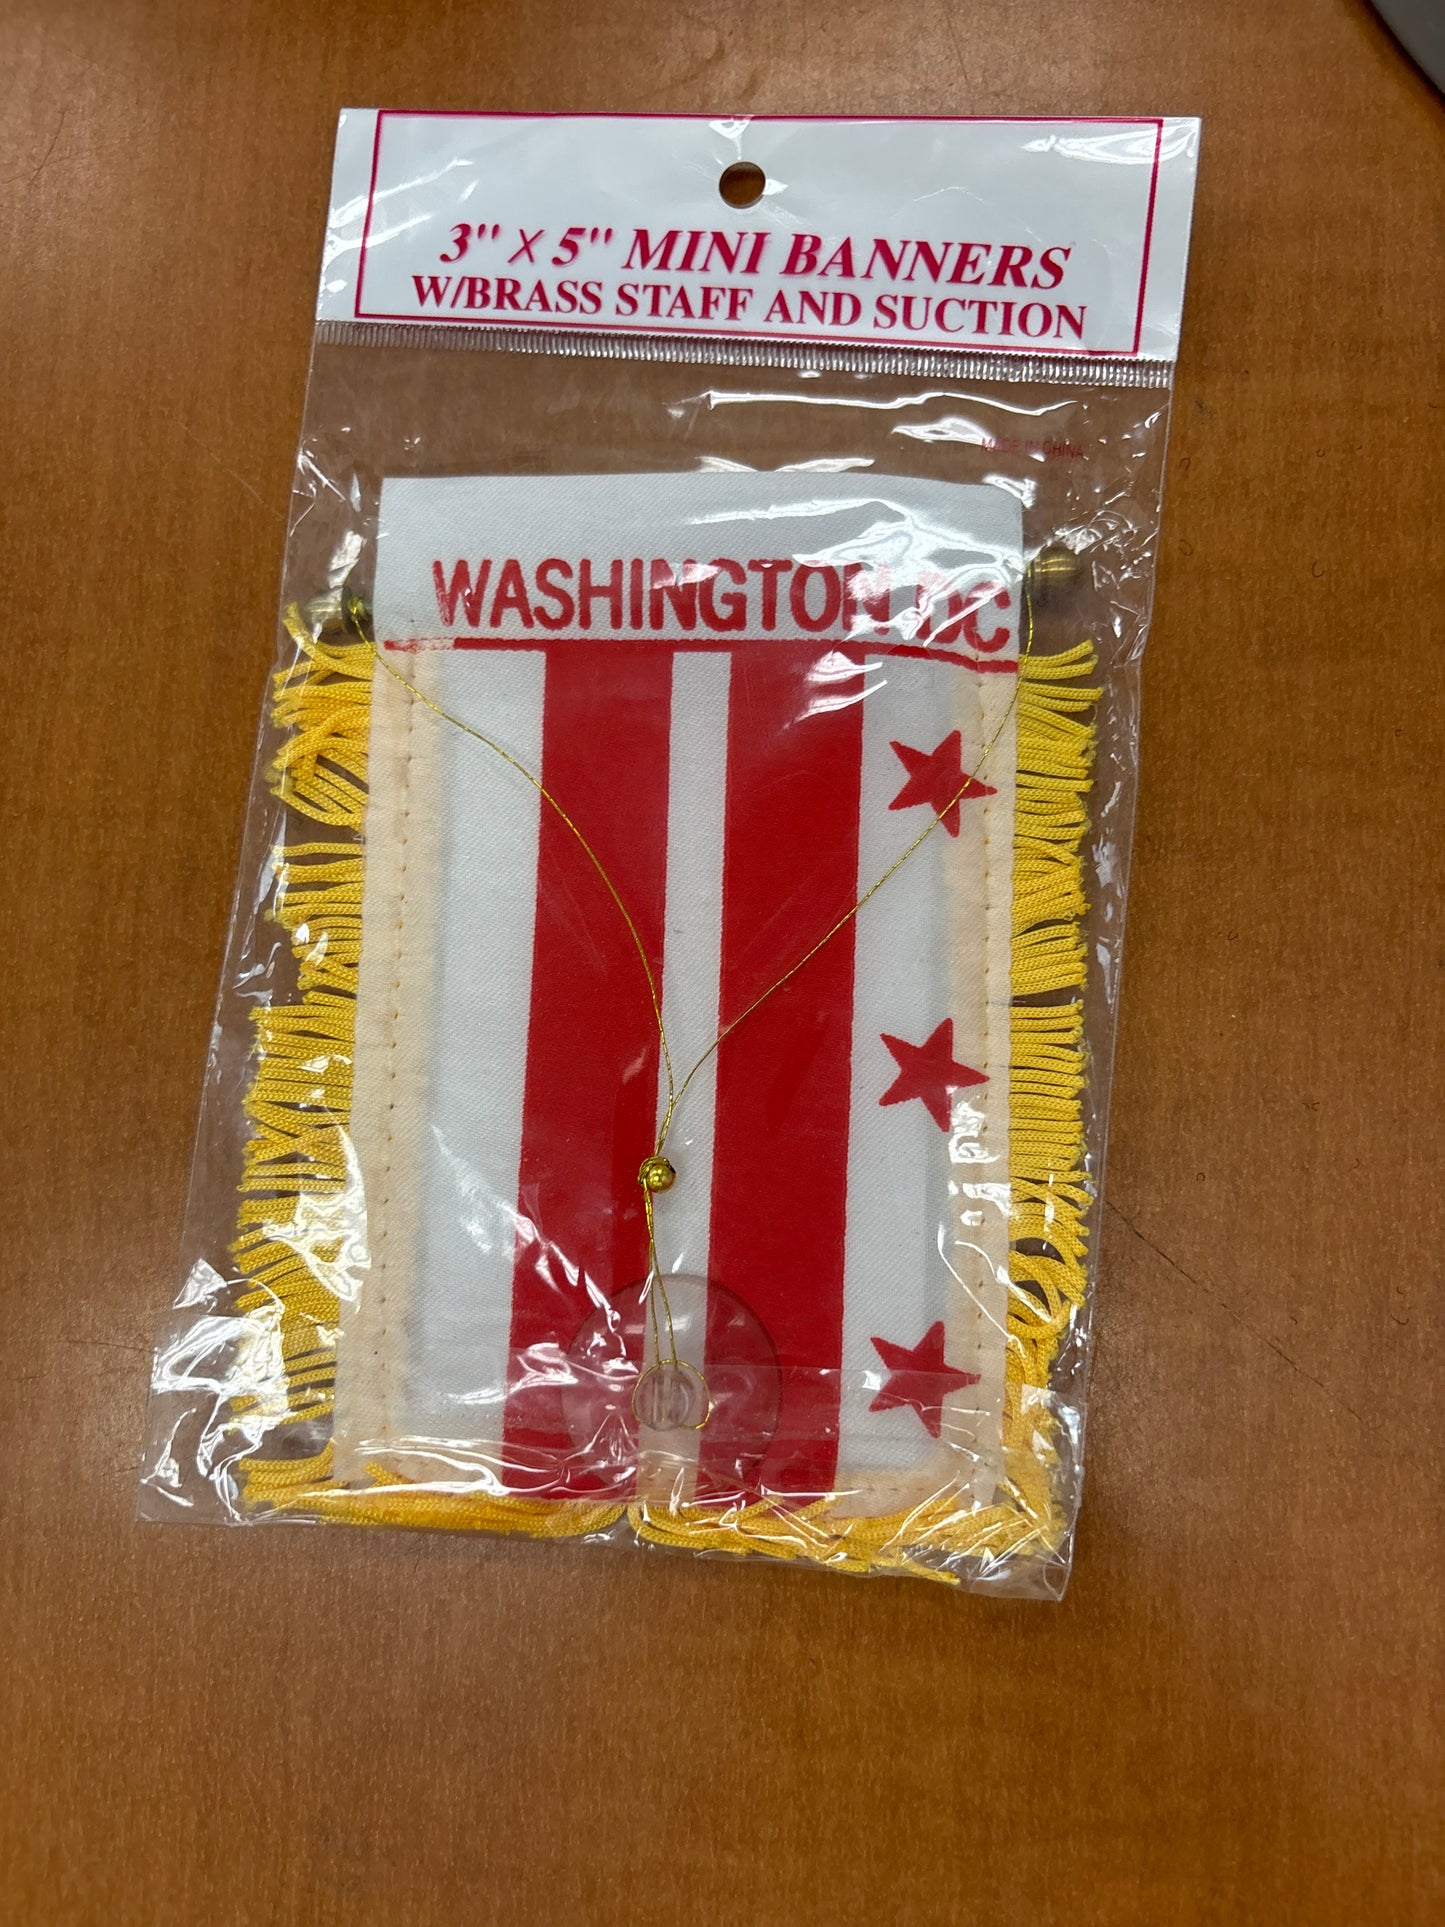 3" X 5" MINI BANNERS
W/BRASS STAFF AND SUCTION
MADE IN CHINA
WASHINGTON DC